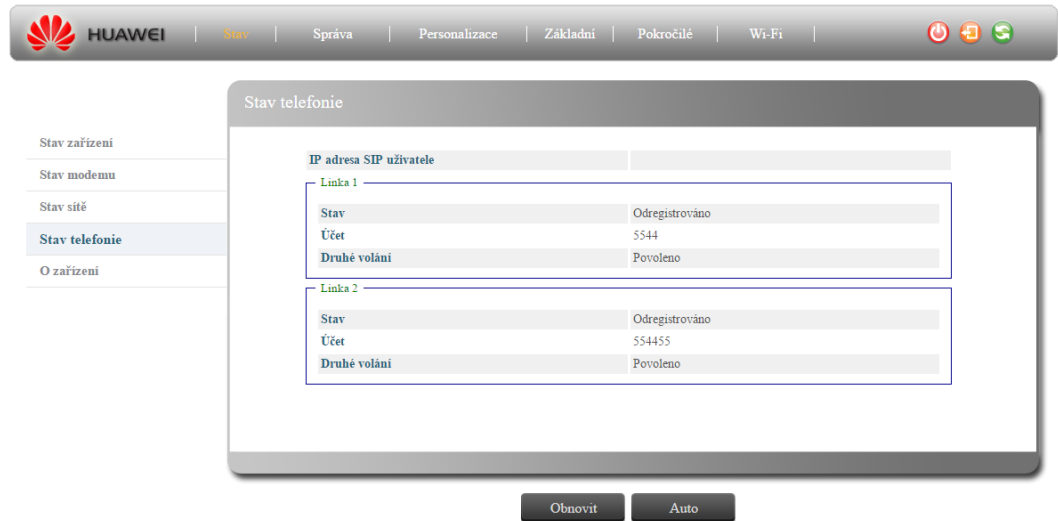 HUAWEI | Stav | Správa | Personalizace | Základní | Pokročilé | Wi-Fi |
Stav telefonie
Stav zařízení
Stav modemu
Stav sítě
Stav telefonie
O zařízení
IP adresa SIP uživatele
Linka 1
Stav Odregistrováno
Účet 5544
Druhé volání Povoleno
Linka 2
Stav Odregistrováno
Účet 554455
Druhé volání Povoleno
Obnovit Auto